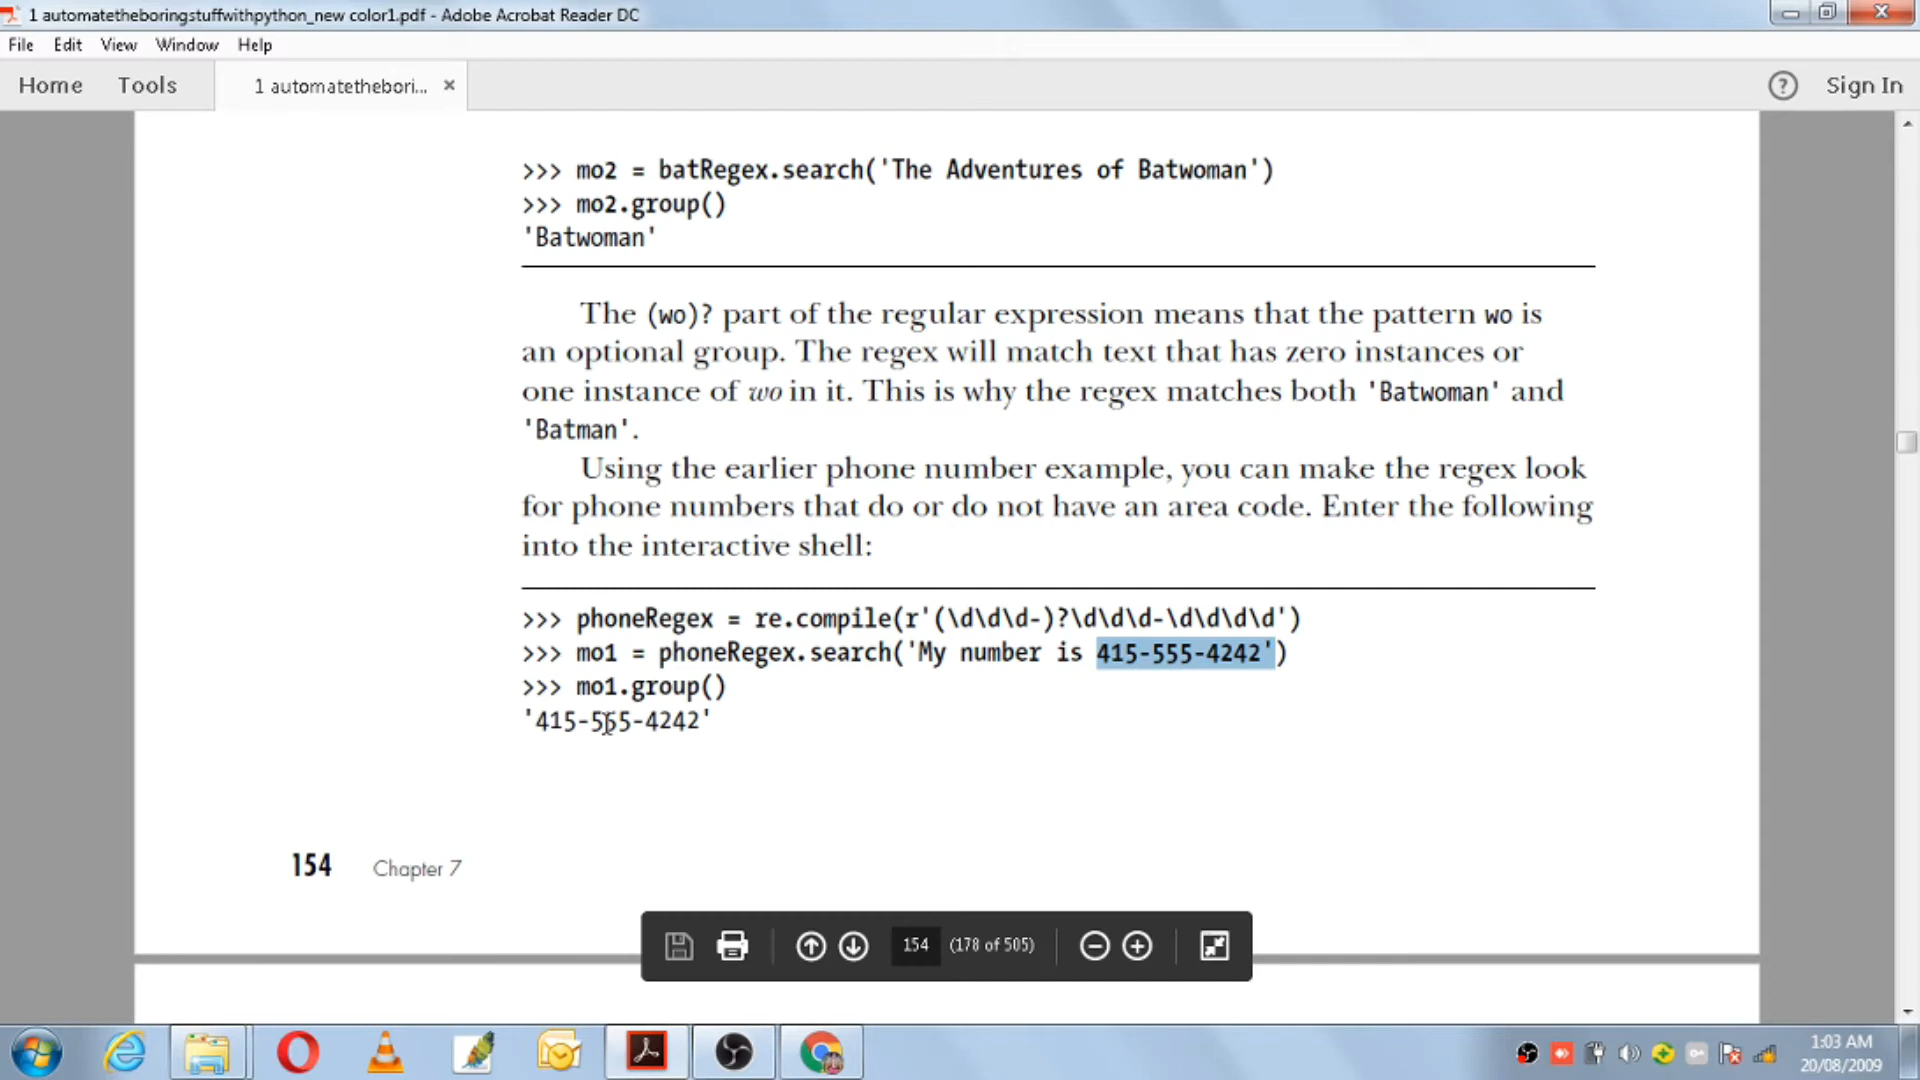 1 automatetheboringstuffwithpython_new color1.pdf - Adobe Acrobat Reader DC
File Edit View Window Help
Home Tools 1 automatethebori... × ? Sign In
>>> mo2 = batRegex.search('The Adventures of Batwoman')
>>> mo2.group()
'Batwoman'
The (wo)? part of the regular expression means that the pattern wo is
an optional group. The regex will match text that has zero instances or
one instance of wo in it. This is why the regex matches both 'Batwoman' and
'Batman'.
Using the earlier phone number example, you can make the regex look
for phone numbers that do or do not have an area code. Enter the following
into the interactive shell:
>>> phoneRegex = re.compile(r'(\d\d\d-)?\d\d\d-\d\d\d\d')
>>> mo1 = phoneRegex.search('My number is 415-555-4242')
>>> mo1.group()
'415-555-4242'
154 Chapter 7
154 (178 of 505)
1:03 AM
20/08/2009